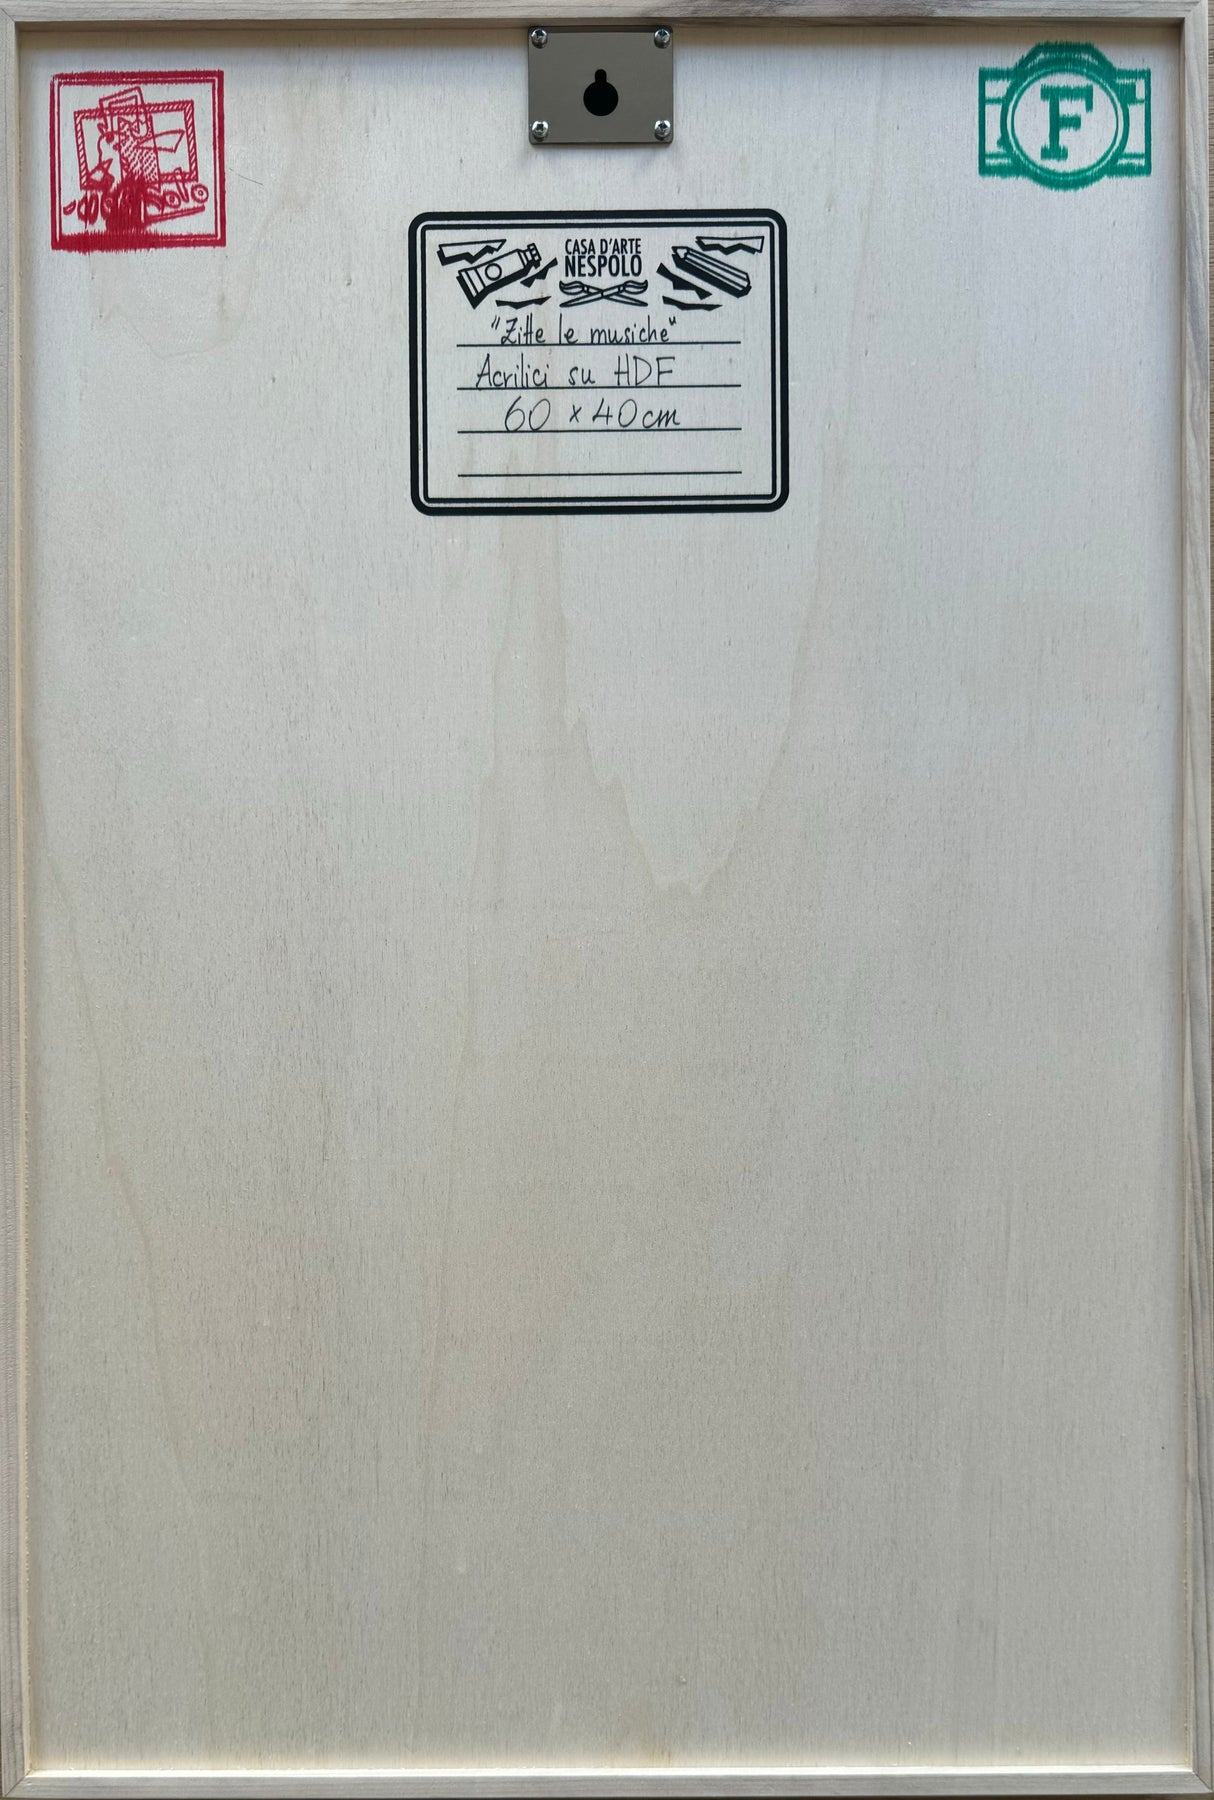 F
CASA D'ARTE
NESPOLO
"Zitte le musiche"
Acrilici su HDF
60 x 40 cm